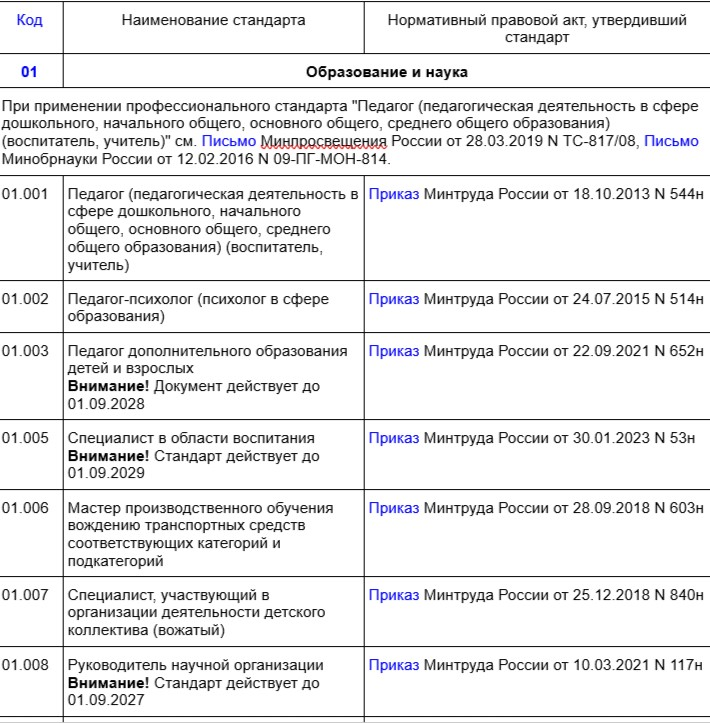 Код
Наименование стандарта
Нормативный правовой акт, утвердивший
стандарт
01
Образование и наука
При применении профессионального стандарта "Педагог (педагогическая деятельность в сфере
дошкольного, начального общего, основного общего, среднего общего образования)
(воспитатель, учитель)" см. Письмо Минпросвещения России от 28.03.2019 N ТС-817/08, Письмо
Минобрнауки России от 12.02.2016 N 09-ПГ-МОН-814.
01.001
Педагог (педагогическая деятельность в
сфере дошкольного, начального
общего, основного общего, среднего
общего образования) (воспитатель,
учитель)
Приказ Минтруда России от 18.10.2013 N 544н
01.002
Педагог-психолог (психолог в сфере
образования)
Приказ Минтруда России от 24.07.2015 N 514н
01.003
Педагог дополнительного образования
детей и взрослых
Внимание! Документ действует до
01.09.2028
Приказ Минтруда России от 22.09.2021 N 652н
01.005
Специалист в области воспитания
Внимание! Стандарт действует до
01.09.2029
Приказ Минтруда России от 30.01.2023 N 53н
01.006
Мастер производственного обучения
вождению транспортных средств
соответствующих категорий и
подкатегорий
Приказ Минтруда России от 28.09.2018 N 603н
01.007
Специалист, участвующий в
организации деятельности детского
коллектива (вожатый)
Приказ Минтруда России от 25.12.2018 N 840н
01.008
Руководитель научной организации
Внимание! Стандарт действует до
01.09.2027
Приказ Минтруда России от 10.03.2021 N 117н